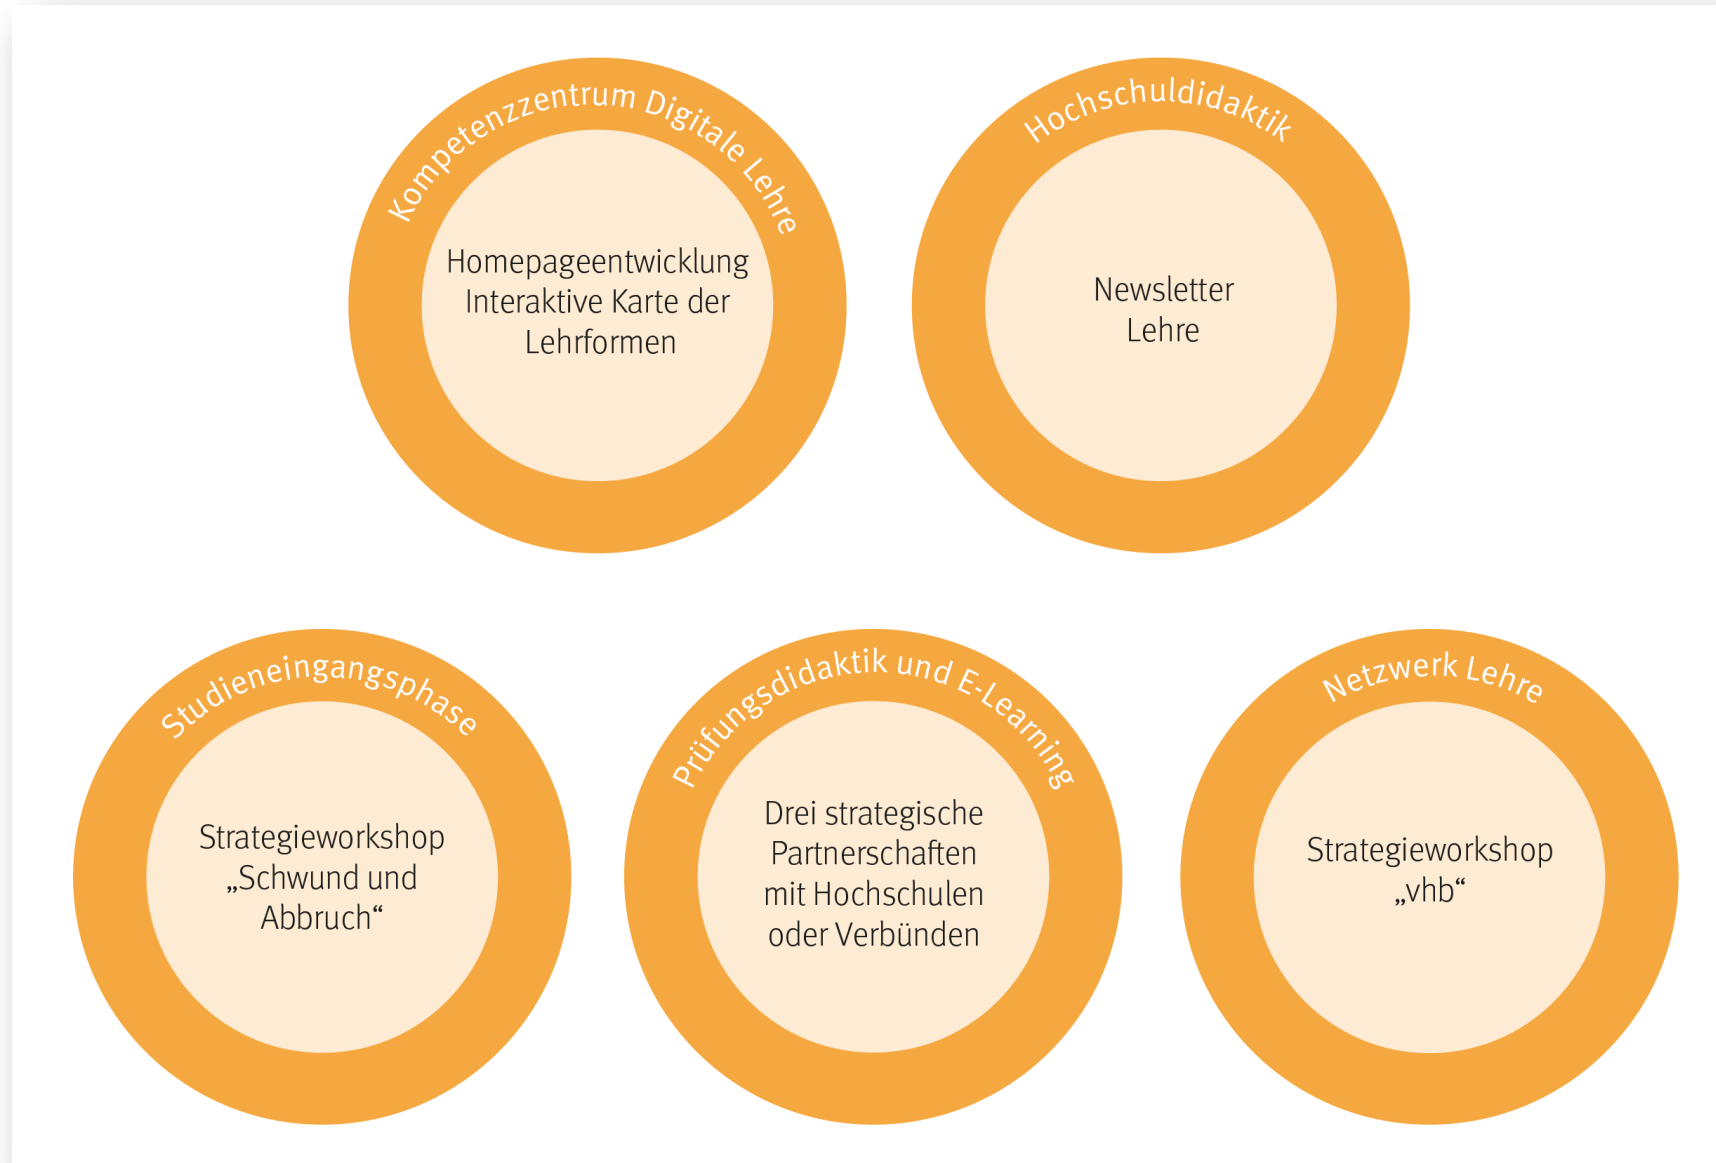 Kompetenzzentrum Digitale Lehre
Homepageentwicklung
Interaktive Karte der
Lehrformen
Hochschuldidaktik
Newsletter
Lehre
Studieneingangsphase
Strategieworkshop
„Schwund und
Abbruch“
Prüfungsdidaktik und E-Learning
Drei strategische
Partnerschaften
mit Hochschulen
oder Verbünden
Netzwerk Lehre
Strategieworkshop
„vhb“